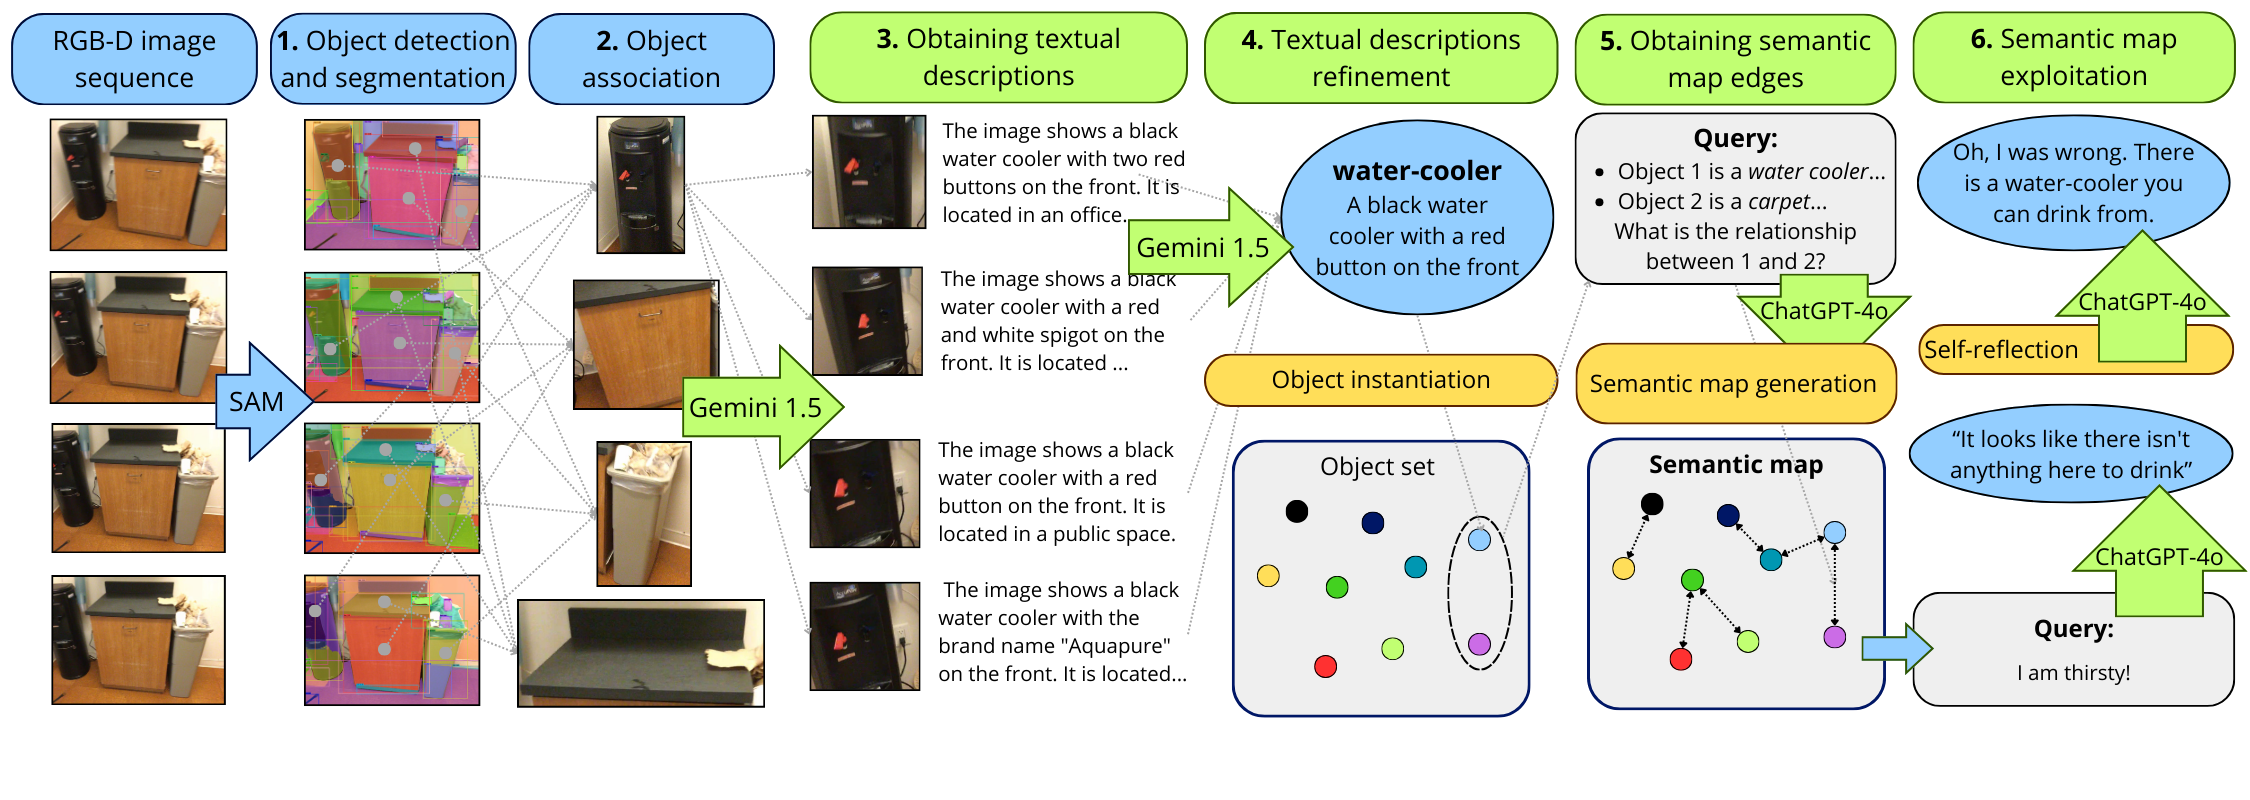 RGB-D image
sequence
1. Object detection
and segmentation
2. Object
association
3. Obtaining textual
descriptions
4. Textual descriptions
refinement
5. Obtaining semantic
map edges
6. Semantic map
exploitation
SAM
Gemini 1.5
The image shows a black
water cooler with two red
buttons on the front. It is
located in an office.
The image shows a black
water cooler with a red
and white spigot on the
front. It is located ...
The image shows a black
water cooler with a red
button on the front. It is
located in a public space.
The image shows a black
water cooler with the
brand name "Aquapure"
on the front. It is located...
Gemini 1.5
water-cooler
A black water
cooler with a red
button on the front
Object instantiation
Object set
Query:
• Object 1 is a water cooler...
• Object 2 is a carpet...
What is the relationship
between 1 and 2?
ChatGPT-4o
Semantic map generation
Semantic map
Oh, I was wrong. There
is a water-cooler you
can drink from.
ChatGPT-4o
Self-reflection
“It looks like there isn't
anything here to drink”
ChatGPT-4o
Query:
I am thirsty!